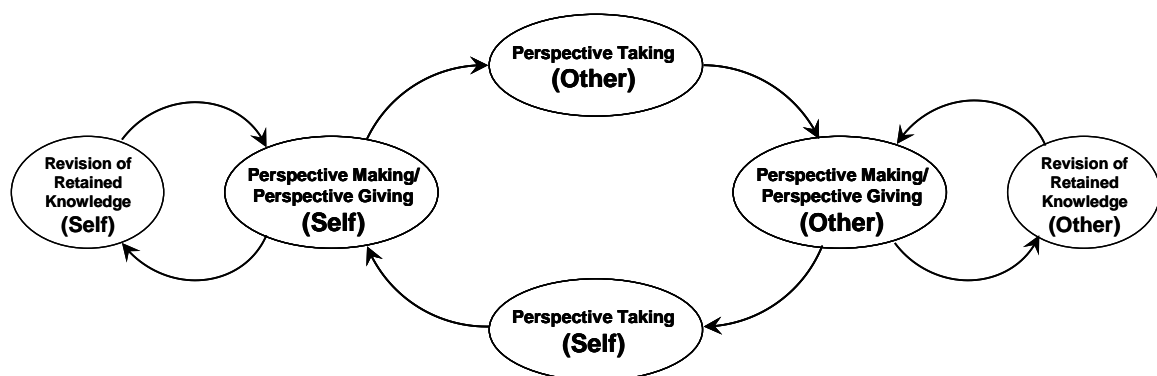 Perspective Taking
(Other)
Revision of
Retained
Knowledge
(Self)
Perspective Making/
Perspective Giving
(Self)
Perspective Making/
Perspective Giving
(Other)
Revision of
Retained
Knowledge
(Other)
Perspective Taking
(Self)